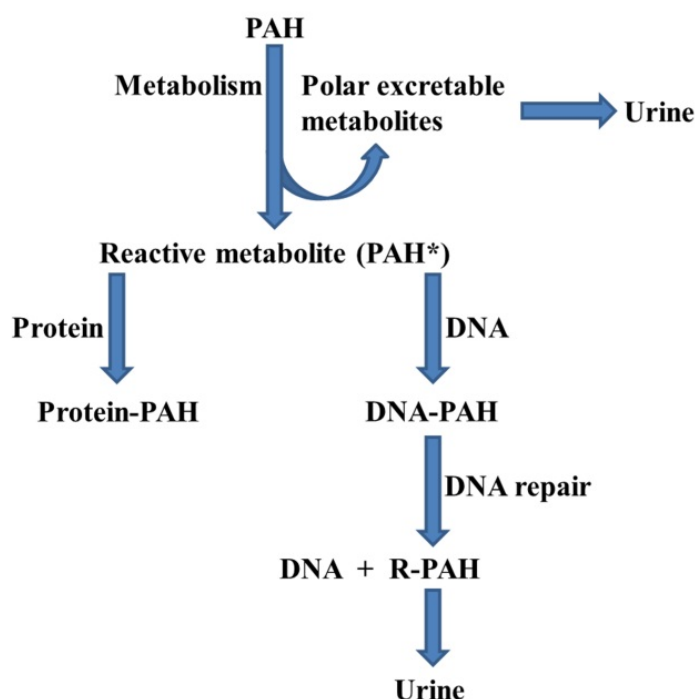 PAH
Metabolism
Polar excretable
metabolites
Urine
Reactive metabolite (PAH*)
Protein
DNA
Protein-PAH
DNA-PAH
DNA repair
DNA + R-PAH
Urine